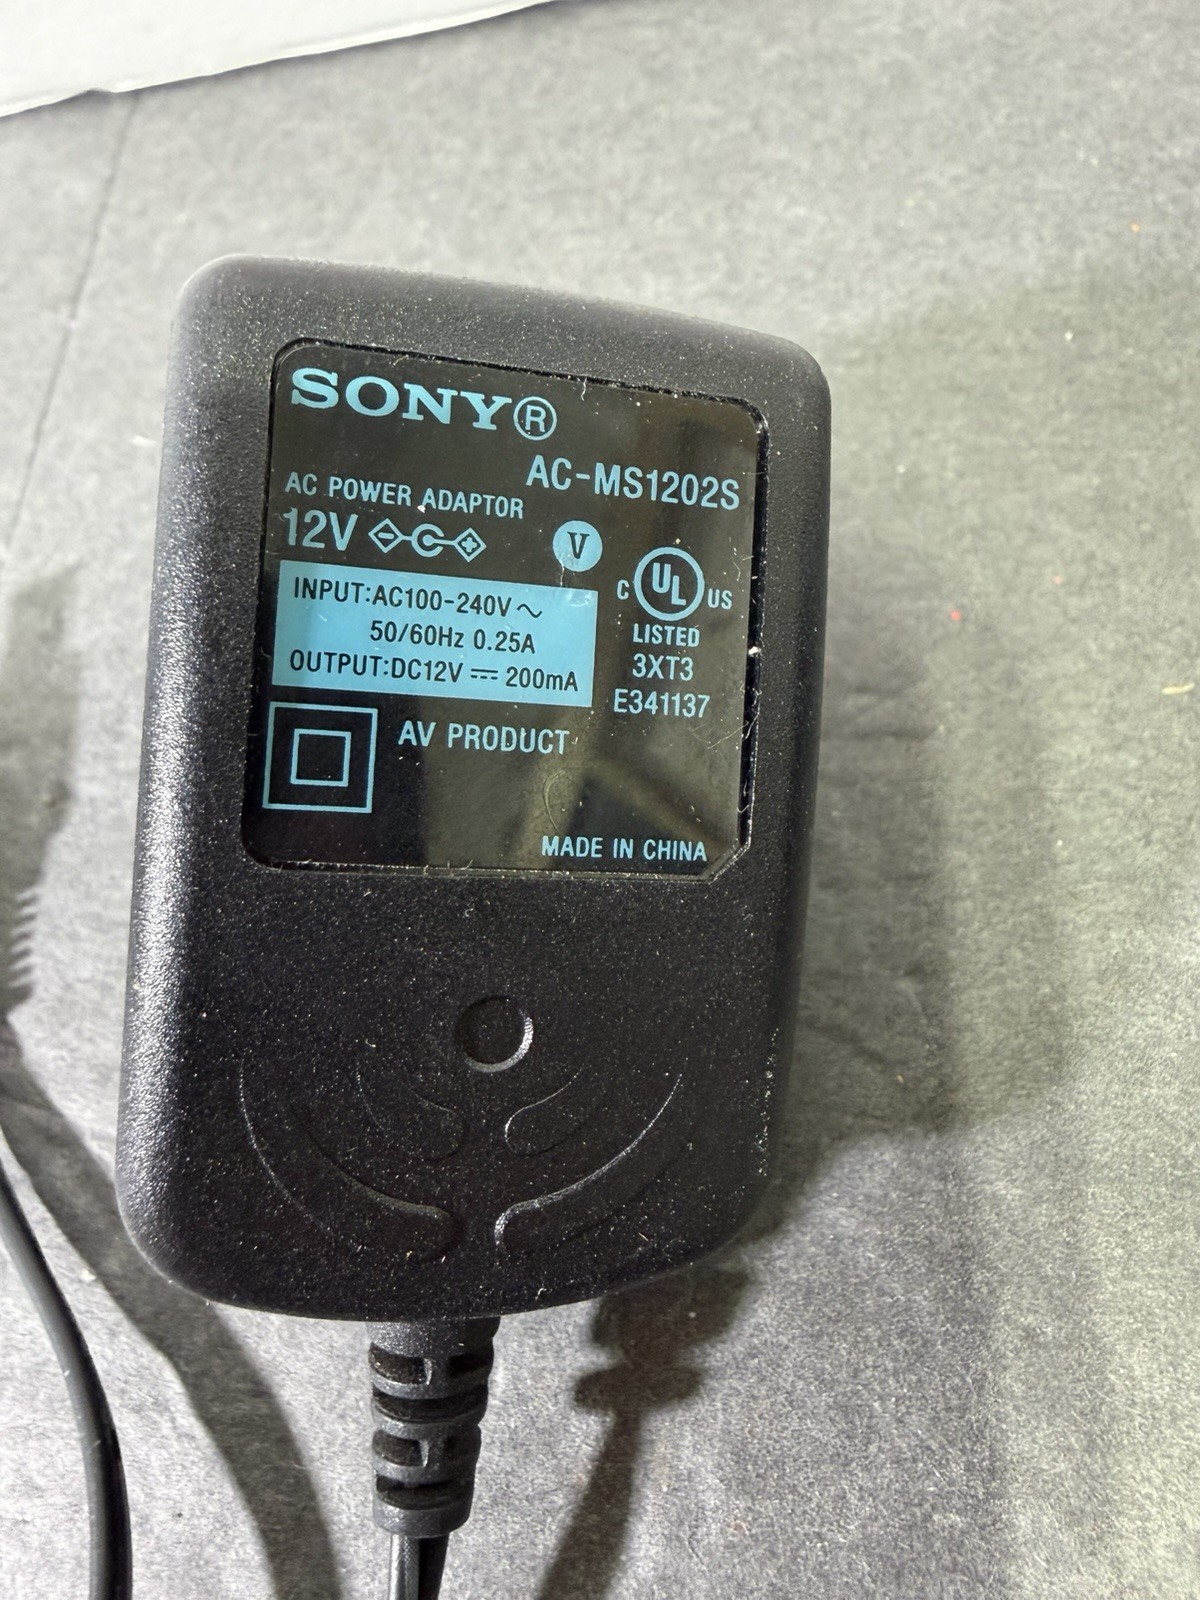 SONY®
AC-MS1202S
AC POWER ADAPTOR
12V
V
INPUT:AC100-240V~
50/60Hz 0.25A
OUTPUT:DC12V ⎓ 200mA
C UL US
LISTED
3XT3
E341137
AV PRODUCT
MADE IN CHINA